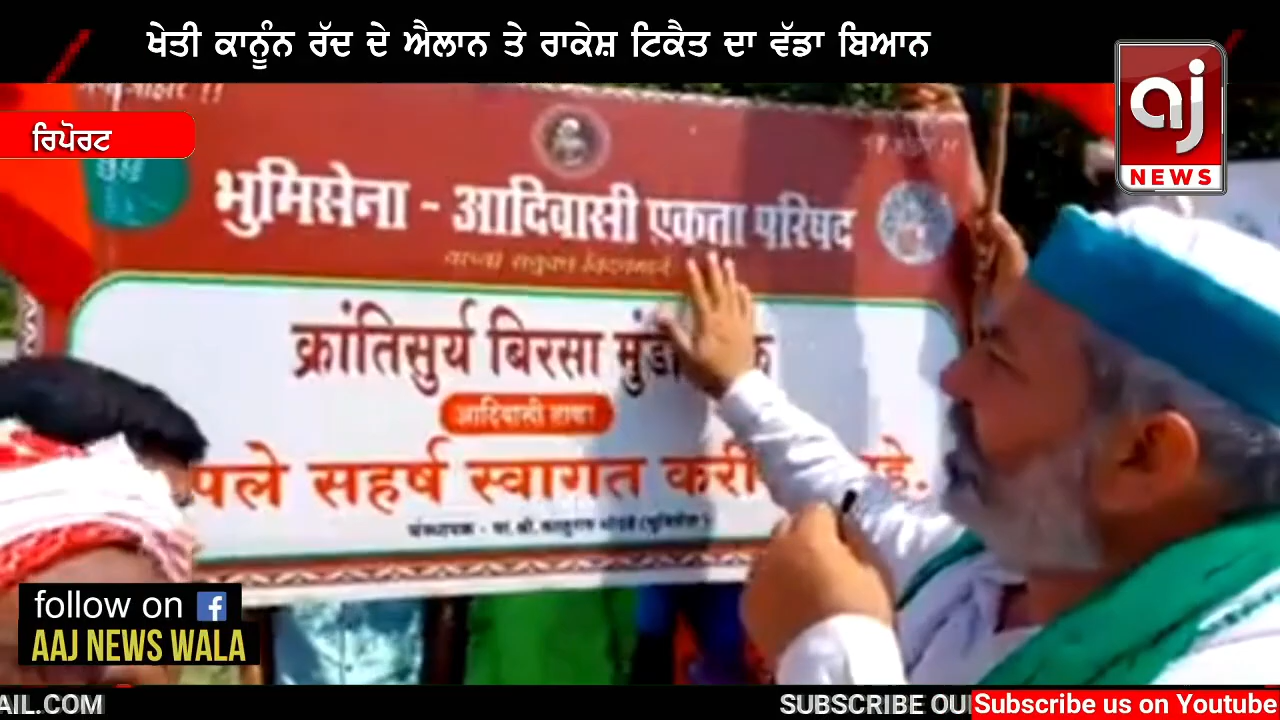 ਖੇਤੀ ਕਾਨੂੰਨ ਰੱਦ ਦੇ ਐਲਾਨ ਤੇ ਰਾਕੇਸ਼ ਟਿਕੈਤ ਦਾ ਵੱਡਾ ਬਿਆਨ
aj
NEWS
ਰਿਪੋਰਟ
भुमिसेना - आदिवासी एकता परिषद
क्रांतिसुर्य बिरसा मुंडा
आदिवासी
पले सहर्ष स्वागत करी हे.
संस्थापक -
follow on f
AAJ NEWS WALA
AIL.COM
SUBSCRIBE OU
Subscribe us on Youtube